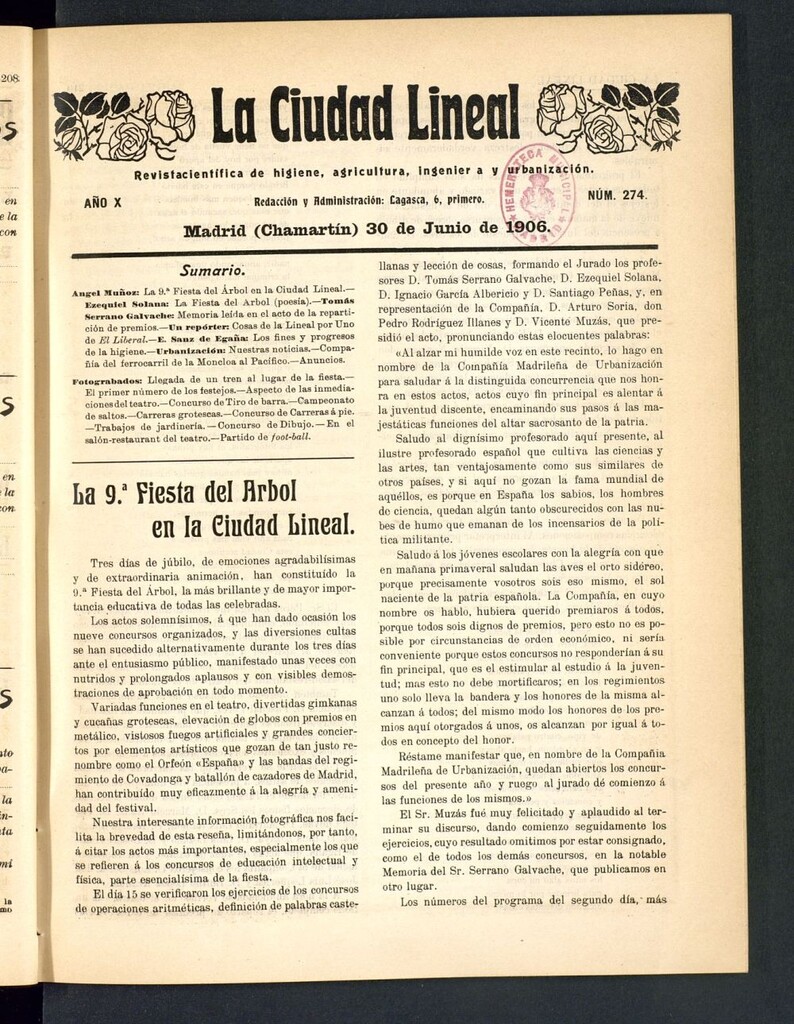 La Ciudad Lineal
Revistacientífica de higiene, agricultura, ingenier a y urbanización.
AÑO X
Redacción y Administración: Lagasca, 6, primero.
NÚM. 274.
Madrid (Chamartín) 30 de Junio de 1906.
HEMEROTECA MUNICIPAL
MADRID
Sumario.
Angel Muñoz: La 9.ª Fiesta del Árbol en la Ciudad Lineal.—
Ezequiel Solana: La Fiesta del Arbol (poesía).—Tomás
Serrano Galvache: Memoria leída en el acto de la reparti-
ción de premios.—Un repórter: Cosas de la Lineal por Uno
de El Liberal.—E. Sanz de Egaña: Los fines y progresos
de la higiene.—Urbanización: Nuestras noticias.—Compa-
ñía del ferrocarril de la Moncloa al Pacífico.—Anuncios.
Fotograbados: Llegada de un tren al lugar de la fiesta.—
El primer número de los festejos.—Aspecto de las inmedia-
ciones del teatro.—Concurso de Tiro de barra.—Campeonato
de saltos.—Carreras grotescas.—Concurso de Carreras á pie.
—Trabajos de jardinería.—Concurso de Dibujo.—En el
salón-restaurant del teatro.—Partido de foot-ball.
La 9.ª Fiesta del Arbol
en la Ciudad Lineal.
Tres días de júbilo, de emociones agradabilísimas
y de extraordinaria animación, han constituído la
9.ª Fiesta del Árbol, la más brillante y de mayor impor-
tancia educativa de todas las celebradas.
Los actos solemnísimos, á que han dado ocasión los
nueve concursos organizados, y las diversiones cultas
se han sucedido alternativamente durante los tres días
ante el entusiasmo público, manifestado unas veces con
nutridos y prolongados aplausos y con visibles demos-
traciones de aprobación en todo momento.
Variadas funciones en el teatro, divertidas gimkanas
y cucañas grotescas, elevación de globos con premios en
metálico, vistosos fuegos artificiales y grandes concier-
tos por elementos artísticos que gozan de tan justo re-
nombre como el Orfeón «España» y las bandas del regi-
miento de Covadonga y batallón de cazadores de Madrid,
han contribuído muy eficazmente á la alegría y ameni-
dad del festival.
Nuestra interesante información fotográfica nos faci-
lita la brevedad de esta reseña, limitándonos, por tanto,
á citar los actos más importantes, especialmente los que
se refieren á los concursos de educación intelectual y
física, parte esencialísima de la fiesta.
El día 15 se verificaron los ejercicios de los concursos
de operaciones aritméticas, definición de palabras caste-
llanas y lección de cosas, formando el Jurado los profe-
sores D. Tomás Serrano Galvache, D. Ezequiel Solana,
D. Ignacio García Albericio y D. Santiago Peñas, y, en
representación de la Compañía, D. Arturo Soria, don
Pedro Rodríguez Illanes y D. Vicente Muzás, que pre-
sidió el acto, pronunciando estas elocuentes palabras:
«Al alzar mi humilde voz en este recinto, lo hago en
nombre de la Compañía Madrileña de Urbanización
para saludar á la distinguida concurrencia que nos hon-
ra en estos actos, actos cuyo fin principal es alentar á
la juventud discente, encaminando sus pasos á las ma-
jestáticas funciones del altar sacrosanto de la patria.
Saludo al dignísimo profesorado aquí presente, al
ilustre profesorado español que cultiva las ciencias y
las artes, tan ventajosamente como sus similares de
otros países, y si aquí no gozan la fama mundial de
aquéllos, es porque en España los sabios, los hombres
de ciencia, quedan algún tanto obscurecidos con las nu-
bes de humo que emanan de los incensarios de la polí-
tica militante.
Saludo á los jóvenes escolares con la alegría con que
en mañana primaveral saludan las aves el orto sidéreo,
porque precisamente vosotros sois eso mismo, el sol
naciente de la patria española. La Compañía, en cuyo
nombre os hablo, hubiera querido premiaros á todos,
porque todos sois dignos de premios, pero esto no es po-
sible por circunstancias de orden económico, ni sería
conveniente porque estos concursos no responderían á su
fin principal, que es el estimular al estudio á la juven-
tud; mas esto no debe mortificaros; en los regimientos
uno solo lleva la bandera y los honores de la misma al-
canzan á todos; del mismo modo los honores de los pre-
mios aquí otorgados á unos, os alcanzan por igual á to-
dos en concepto del honor.
Réstame manifestar que, en nombre de la Compañía
Madrileña de Urbanización, quedan abiertos los concur-
sos del presente año y ruego al jurado dé comienzo á
las funciones de los mismos.»
El Sr. Muzás fué muy felicitado y aplaudido al ter-
minar su discurso, dando comienzo seguidamente los
ejercicios, cuyo resultado omitimos por estar consignado,
como el de todos los demás concursos, en la notable
Memoria del Sr. Serrano Galvache, que publicamos en
otro lugar.
Los números del programa del segundo día, más